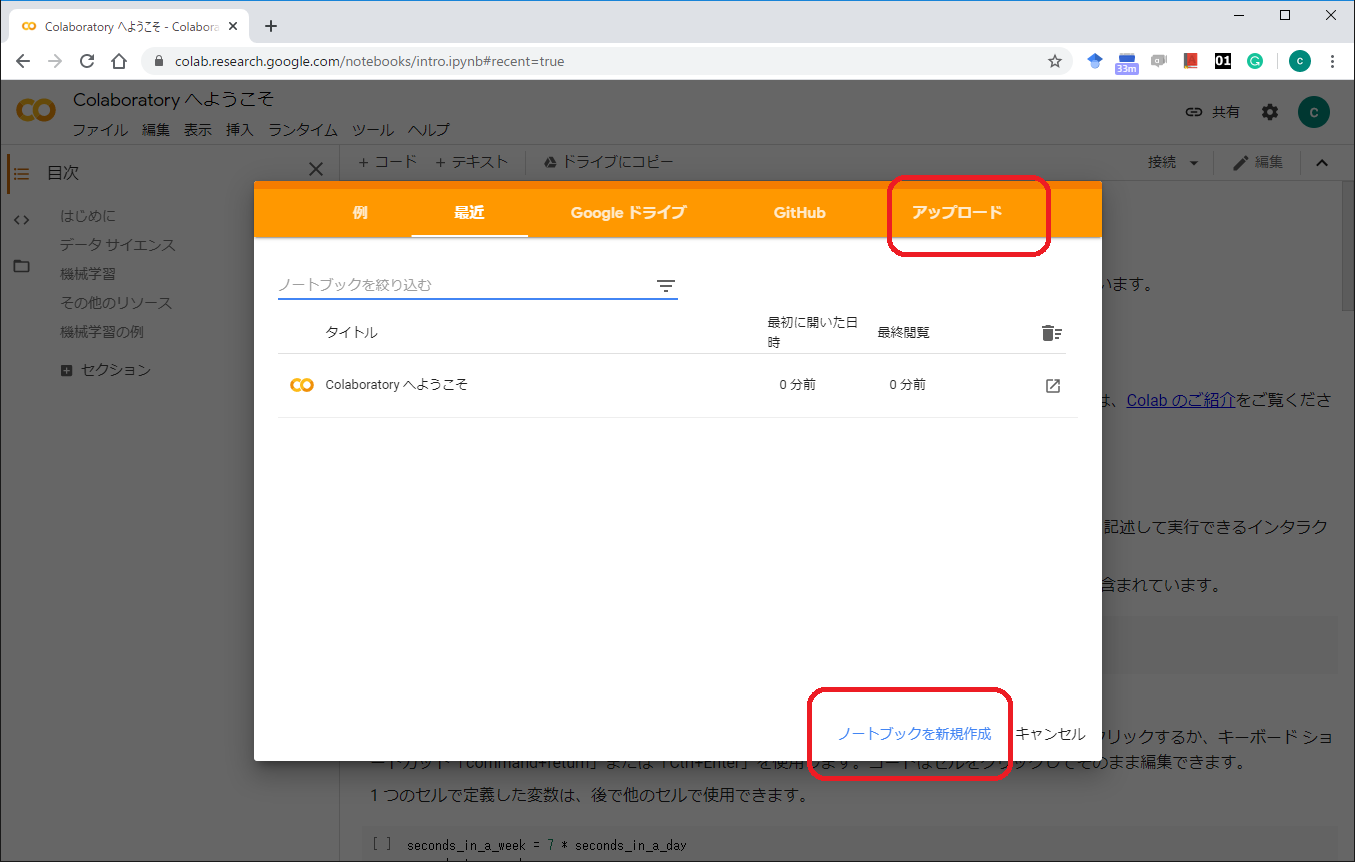 Colaboratory へようこそ - Colabora
colab.research.google.com/notebooks/intro.ipynb#recent=true
33m
01
C
Colaboratory へようこそ
ファイル 編集 表示 挿入 ランタイム ツール ヘルプ
共有
C
目次
+ コード + テキスト ドライブにコピー
接続 編集
はじめに
データ サイエンス
機械学習
その他のリソース
機械学習の例
セクション
例 最近 Google ドライブ GitHub アップロード
ノートブックを絞り込む
タイトル 最初に開いた日時 最終閲覧
Colaboratory へようこそ 0 分前 0 分前
います。
は、Colab のご紹介をご覧くださ
記述して実行できるインタラク
含まれています。
ノートブックを新規作成 キャンセル
リックするか、キーボード ショ
ートカット「command+return」または「Ctrl+Enter」を使用します。コードはセルをクリックしてそのまま編集できます。
1 つのセルで定義した変数は、後で他のセルで使用できます。
[ ] seconds_in_a_week = 7 * seconds_in_a_day